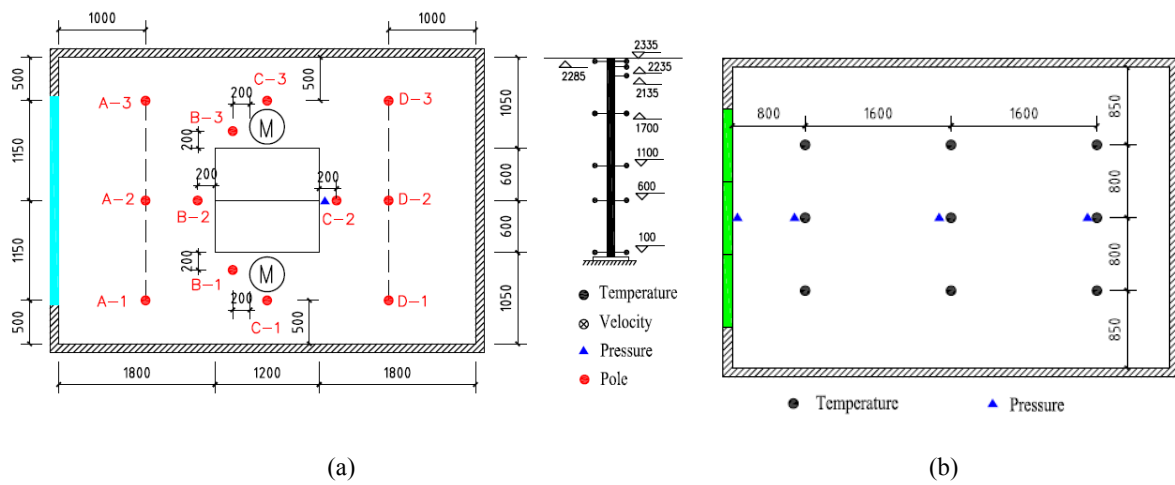 1000
1000
500
1150
1150
500
A-3
A-2
A-1
200
C-3
500
B-3
M
200
200
B-2
200
C-2
200
B-1
M
200
C-1
500
D-3
D-2
D-1
1050
600
600
1050
1800
1200
1800
2335
2285
2235
2135
1700
1100
600
100
Temperature
Velocity
Pressure
Pole
(a)
800
1600
1600
850
800
800
850
Temperature
Pressure
(b)